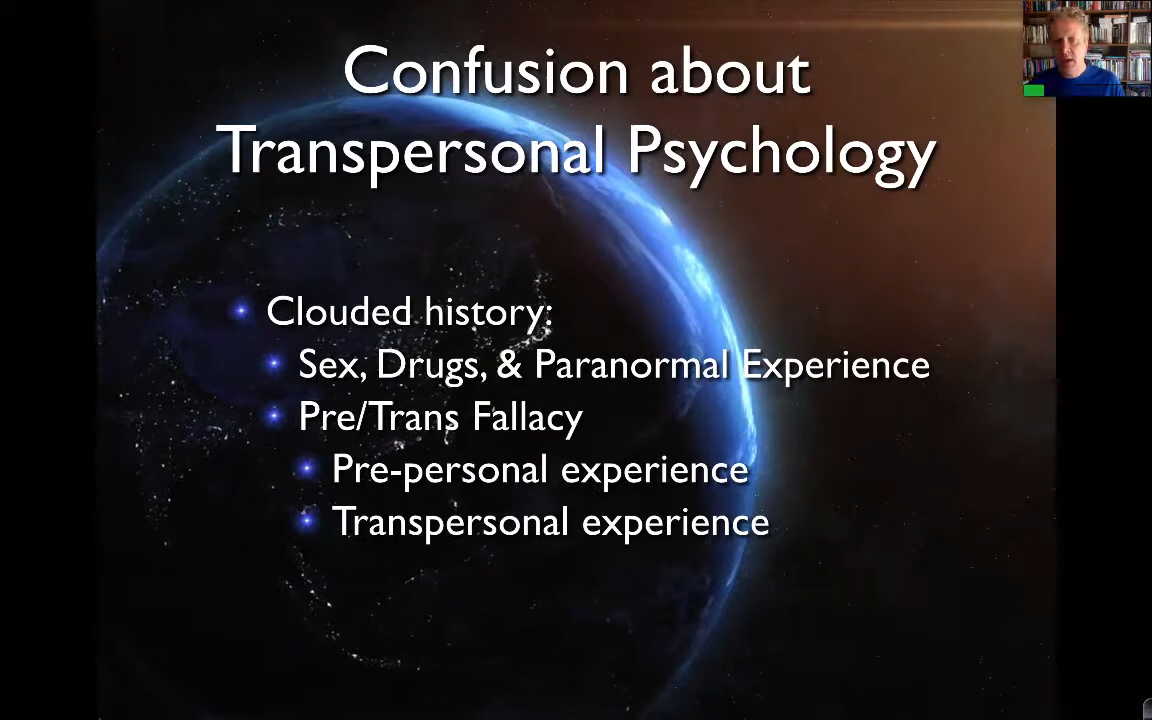 Confusion about
Transpersonal Psychology
Clouded history:
Sex, Drugs, & Paranormal Experience
Pre/Trans Fallacy
Pre-personal experience
Transpersonal experience